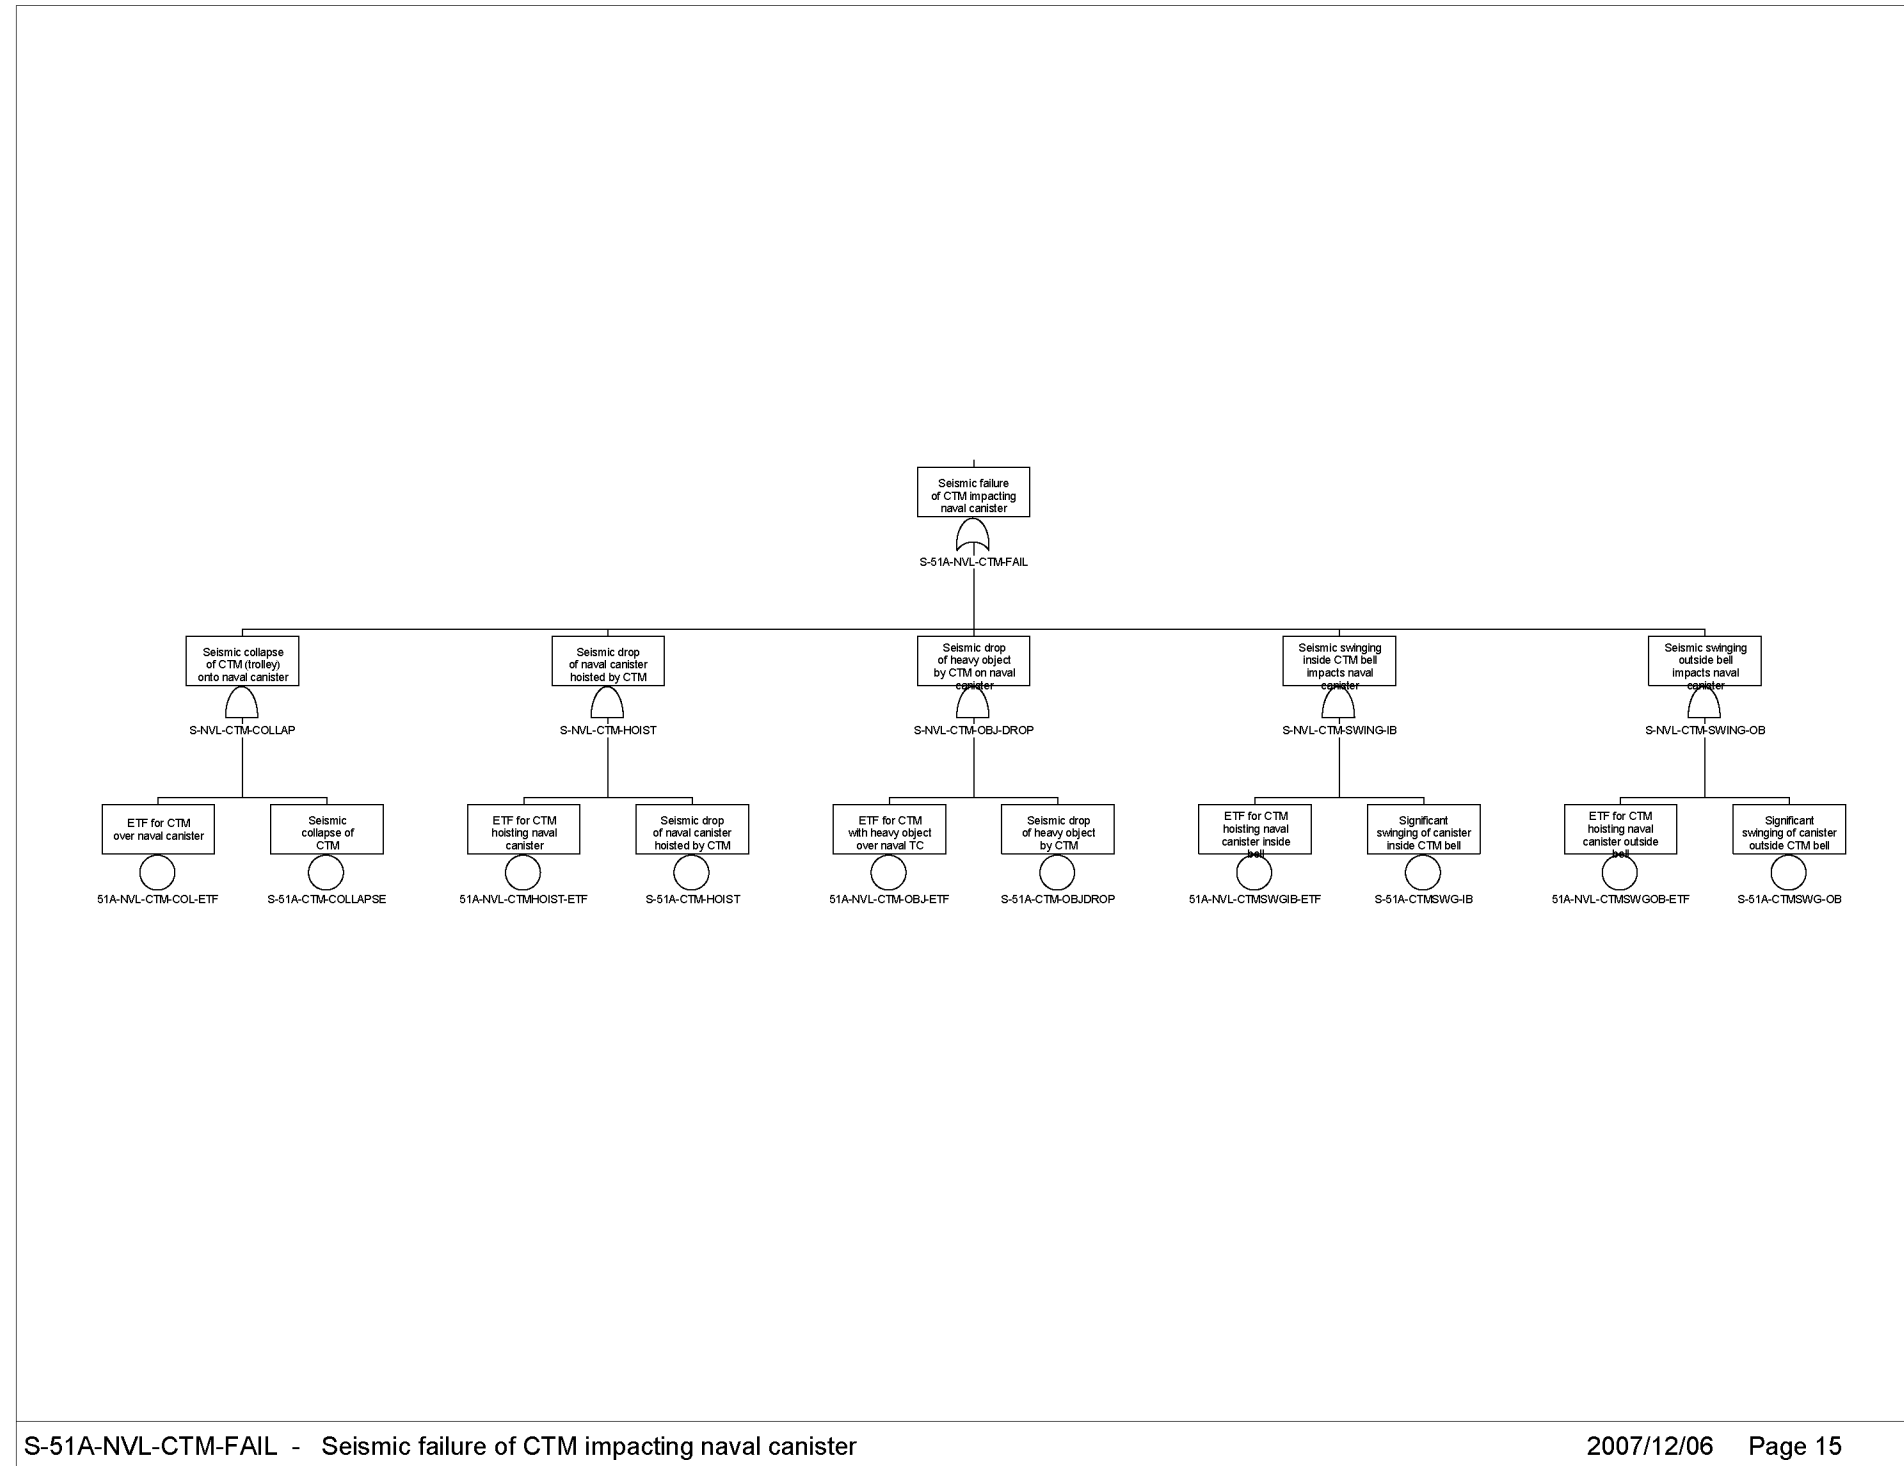 Seismic failure
of CTM impacting
naval canister
S-51A-NVL-CTM-FAIL
Seismic collapse
of CTM (trolley)
onto naval canister
S-NVL-CTM-COLLAP
Seismic drop
of naval canister
hoisted by CTM
S-NVL-CTM-HOIST
Seismic drop
of heavy object
by CTM on naval
canister
S-NVL-CTM-OBJ-DROP
Seismic swinging
inside CTM bell
impacts naval
canister
S-NVL-CTM-SWING-IB
Seismic swinging
outside bell
impacts naval
canister
S-NVL-CTM-SWING-OB
ETF for CTM
over naval canister
51A-NVL-CTM-COL-ETF
Seismic
collapse of
CTM
S-51A-CTM-COLLAPSE
ETF for CTM
hoisting naval
canister
51A-NVL-CTMHOIST-ETF
Seismic drop
of naval canister
hoisted by CTM
S-51A-CTM-HOIST
ETF for CTM
with heavy object
over naval TC
51A-NVL-CTM-OBJ-ETF
Seismic drop
of heavy object
by CTM
S-51A-CTM-OBJDROP
ETF for CTM
hoisting naval
canister inside
bell
51A-NVL-CTMSWGIB-ETF
Significant
swinging of canister
inside CTM bell
S-51A-CTMSWG-IB
ETF for CTM
hoisting naval
canister outside
bell
51A-NVL-CTMSWGOB-ETF
Significant
swinging of canister
outside CTM bell
S-51A-CTMSWG-OB
S-51A-NVL-CTM-FAIL - Seismic failure of CTM impacting naval canister
2007/12/06 Page 15